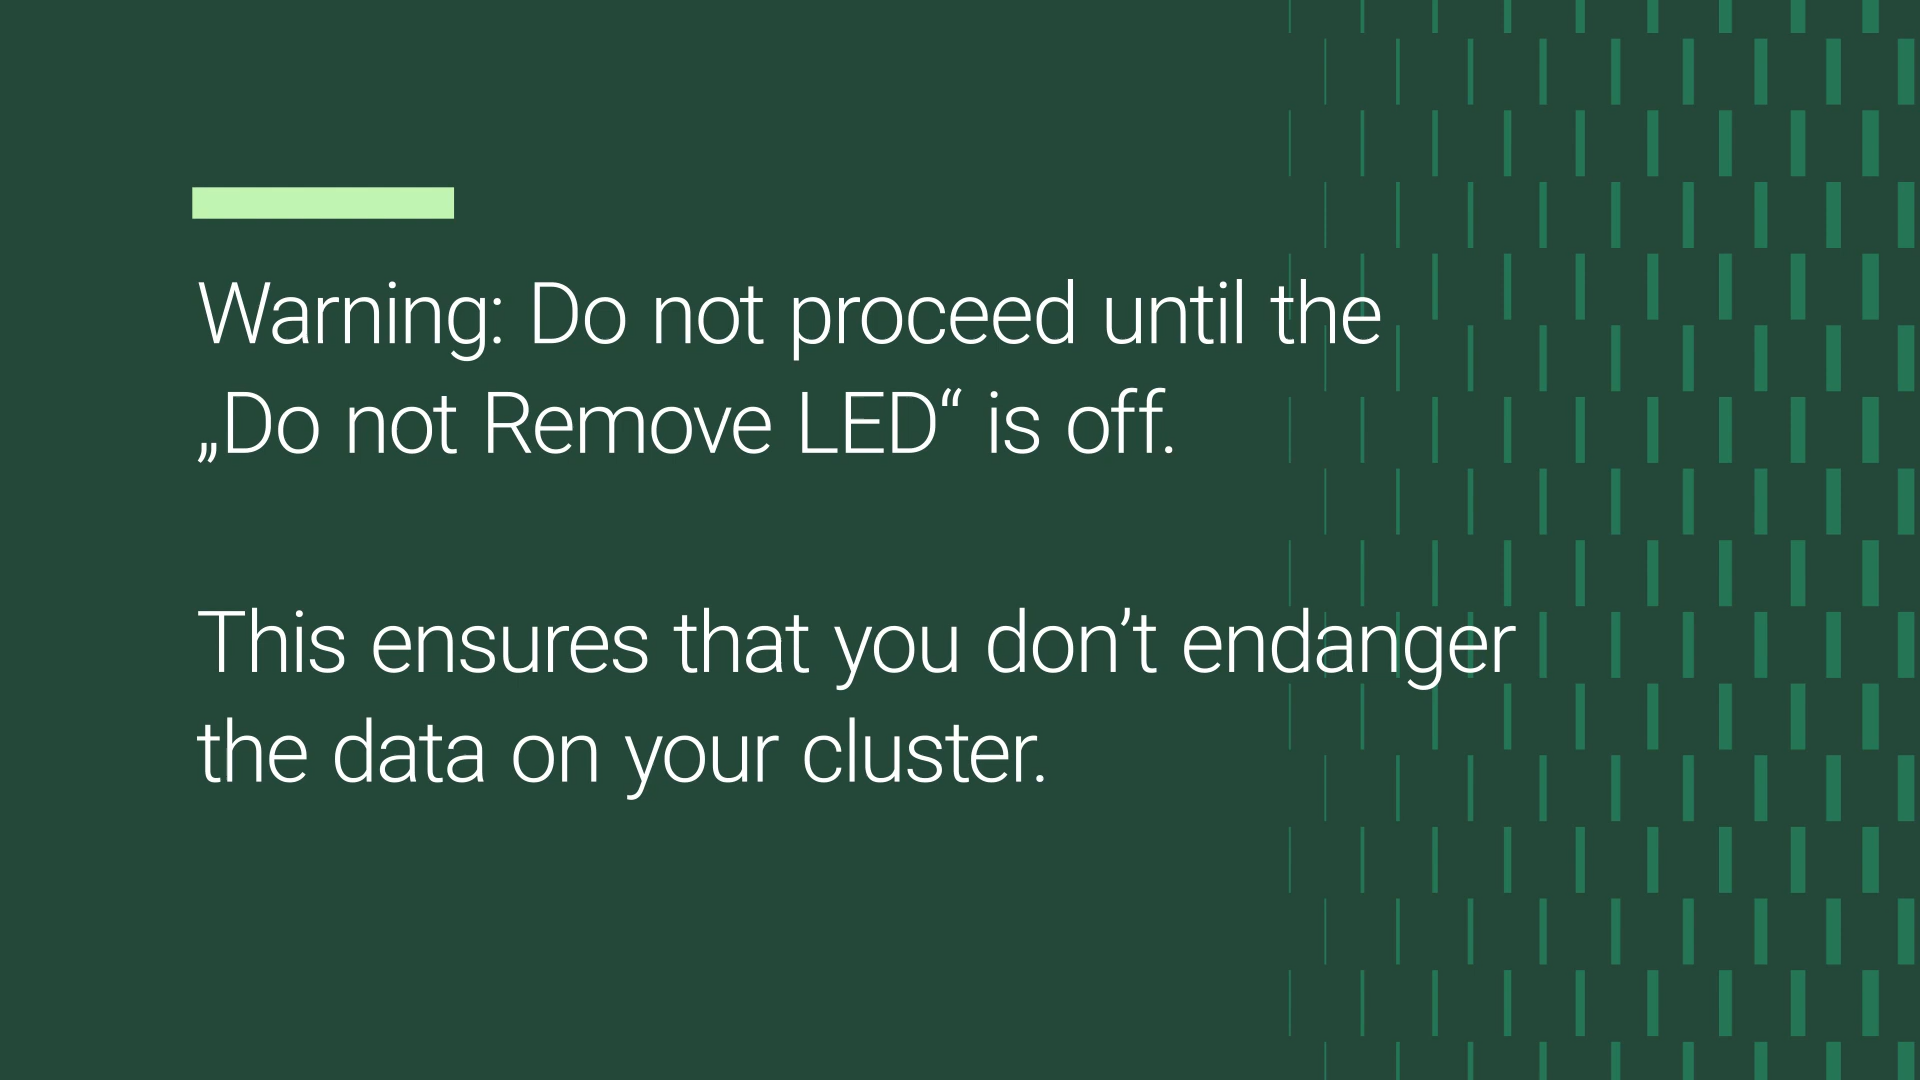 Warning: Do not proceed until the
„Do not Remove LED“ is off.
This ensures that you don’t endanger
the data on your cluster.